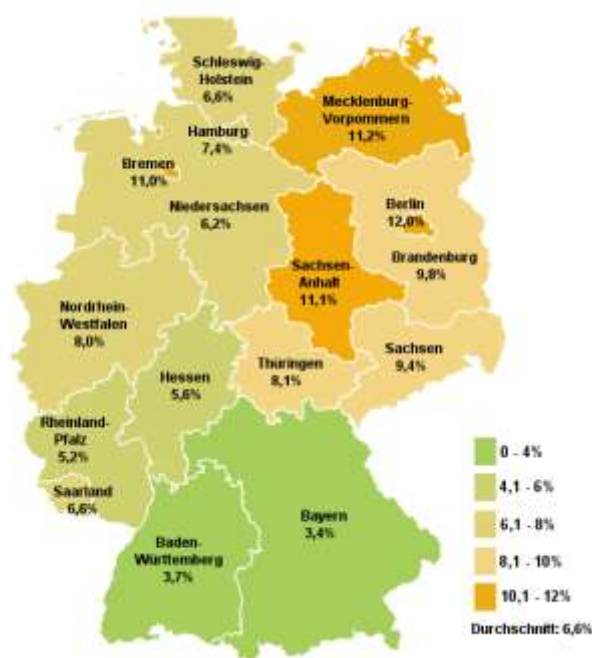 Schleswig-
Holstein
6,6%
Mecklenburg-
Vorpommern
11,2%
Hamburg
7,4%
Bremen
11,0%
Niedersachsen
6,2%
Berlin
12,0%
Brandenburg
9,8%
Sachsen-
Anhalt
11,1%
Nordrhein-
Westfalen
8,0%
Hessen
5,6%
Thüringen
8,1%
Sachsen
9,4%
Rheinland-
Pfalz
5,2%
Saarland
6,6%
Baden-
Württemberg
3,7%
Bayern
3,4%
0 - 4%
4,1 - 6%
6,1 - 8%
8,1 - 10%
10,1 - 12%
Durchschnitt: 6,6%